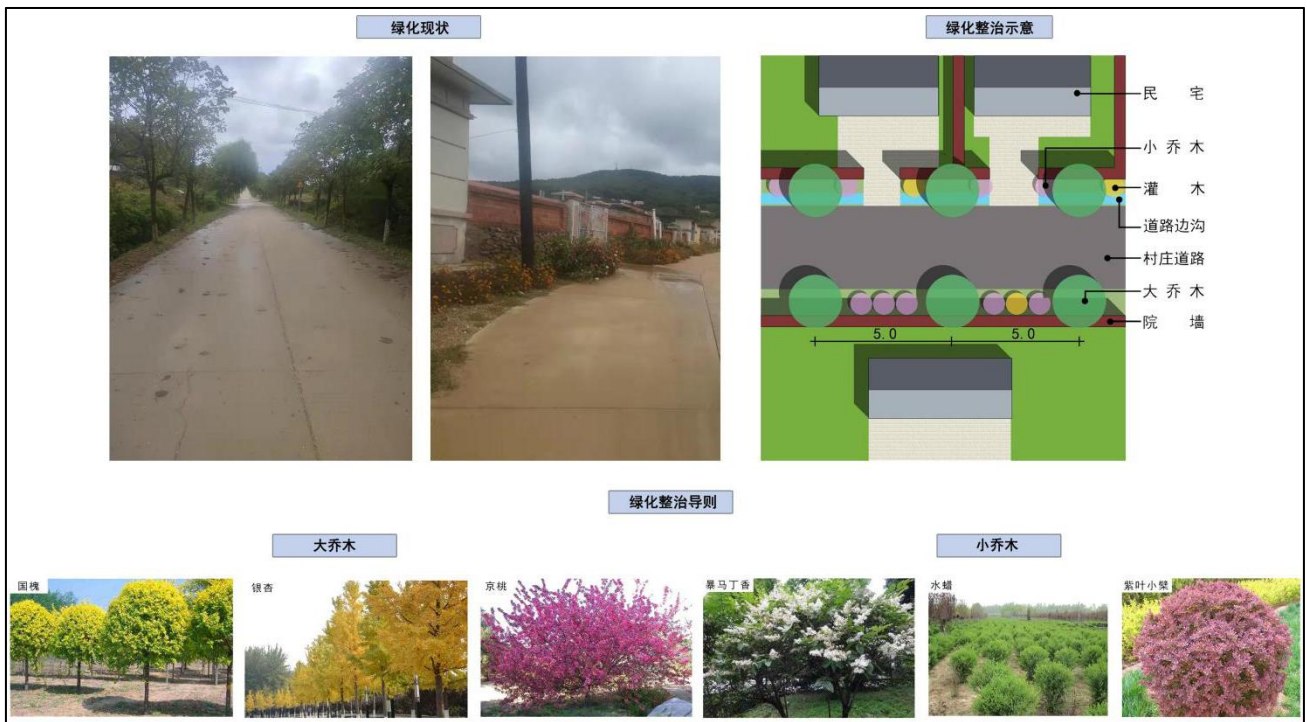 绿化现状
绿化整治示意
民 宅
小 乔 木
灌 木
道路边沟
村庄道路
大 乔 木
院 墙
5.0 5.0
绿化整治导则
大乔木
小乔木
国槐
银杏
京桃
暴马丁香
水蜡
紫叶小檗